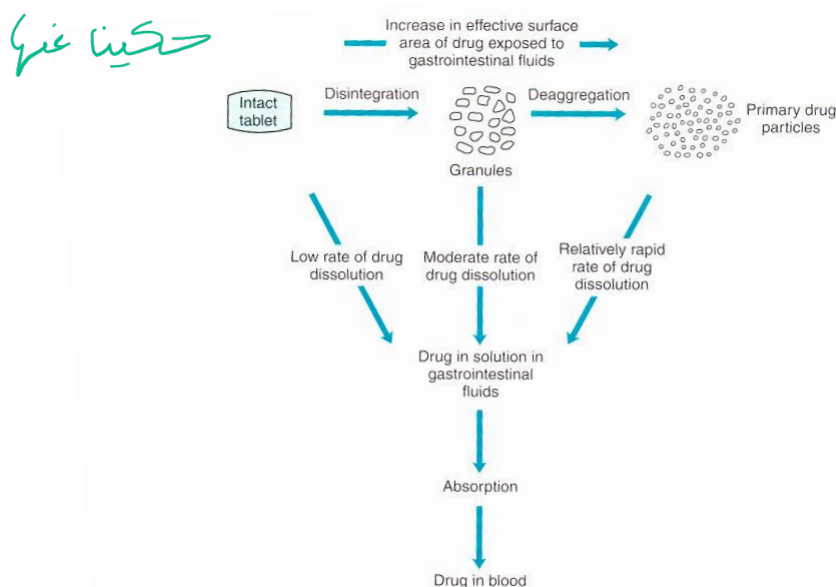 حكينا عنها
Increase in effective surface
area of drug exposed to
gastrointestinal fluids
Intact
tablet
Disintegration
Deaggregation
Primary drug
particles
Granules
Low rate of drug
dissolution
Moderate rate of
drug dissolution
Relatively rapid
rate of drug
dissolution
Drug in solution in
gastrointestinal
fluids
Absorption
Drug in blood